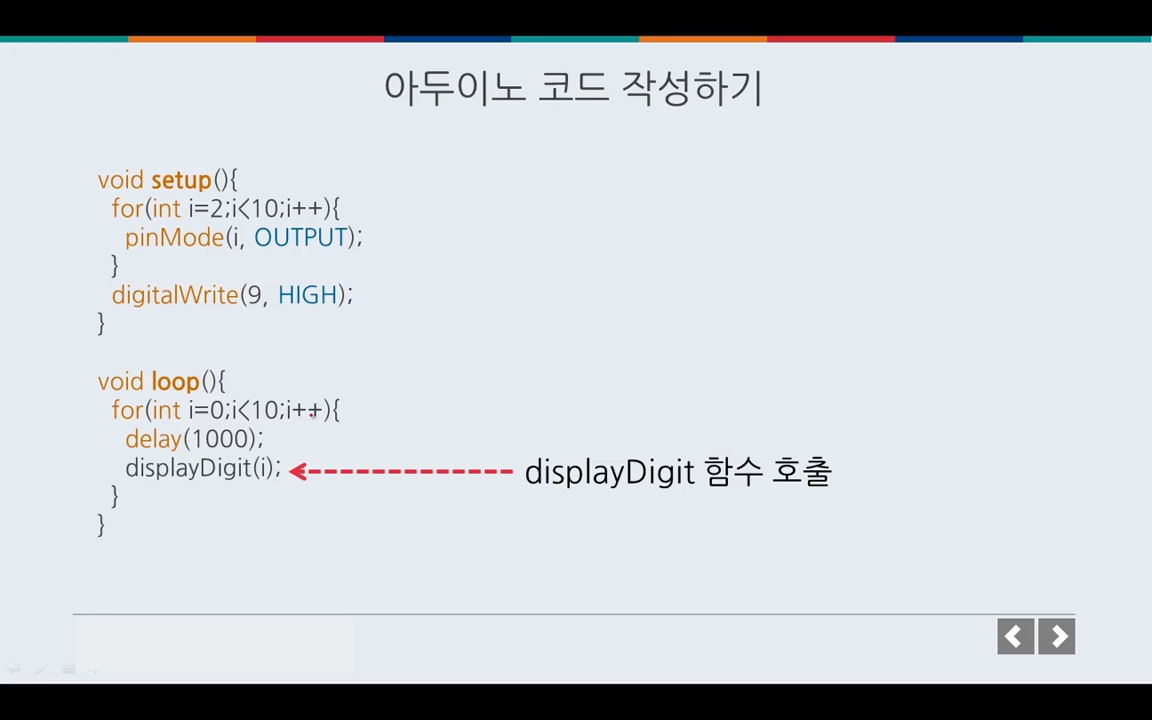 아두이노 코드 작성하기
void setup(){
for(int i=2;i<10;i++){
pinMode(i, OUTPUT);
}
digitalWrite(9, HIGH);
}
void loop(){
for(int i=0;i<10;i++){
delay(1000);
displayDigit(i);
displayDigit 함수 호출
}
}